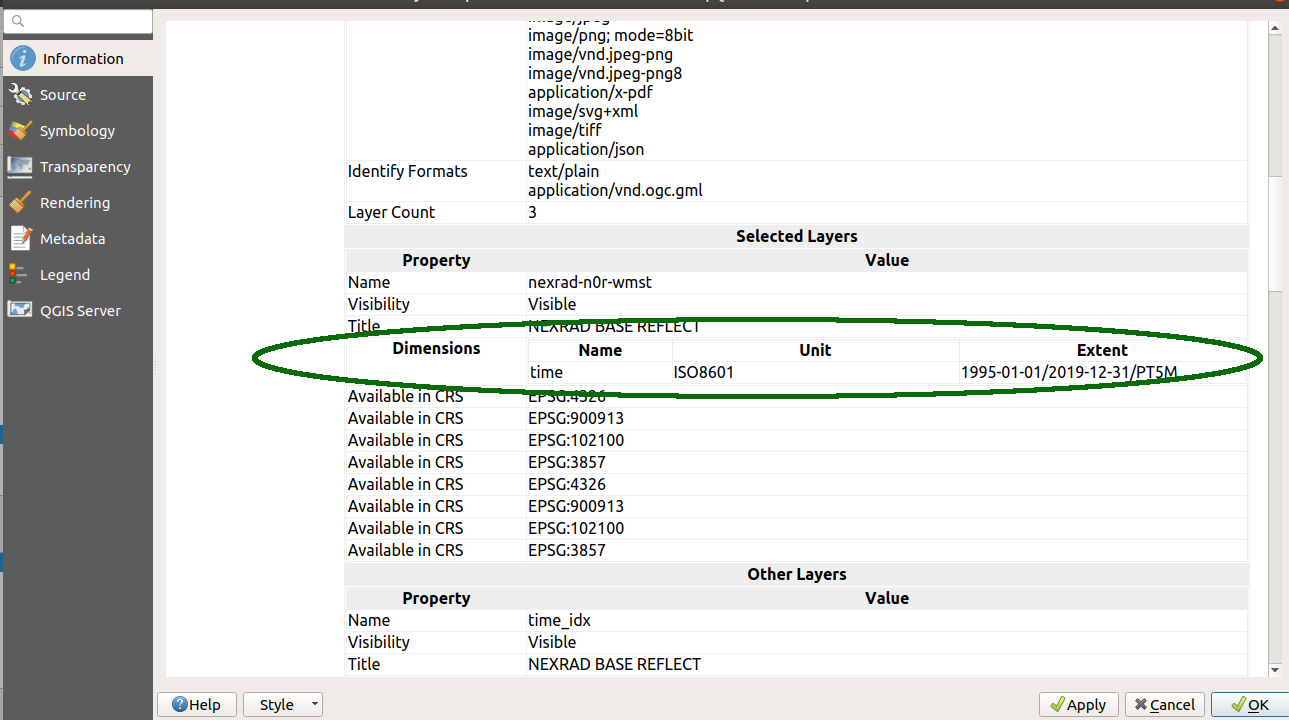 image/jpeg
image/png; mode=8bit
Information
image/vnd.jpeg-png
image/vnd.jpeg-png8
Source
application/x-pdf
image/svg+xml
Symbology
image/tiff
application/json
Transparency
Identify Formats text/plain
application/vnd.ogc.gml
Rendering
Layer Count 3
Metadata
Selected Layers
Property Value
Legend
Name nexrad-n0r-wmst
Visibility Visible
QGIS Server
Title NEXRAD BASE REFLECT
Dimensions Name Unit Extent
time ISO8601 1995-01-01/2019-12-31/PT5M
Available in CRS EPSG:4326
Available in CRS EPSG:900913
Available in CRS EPSG:102100
Available in CRS EPSG:3857
Available in CRS EPSG:4326
Available in CRS EPSG:900913
Available in CRS EPSG:102100
Available in CRS EPSG:3857
Other Layers
Property Value
Name time_idx
Visibility Visible
Title NEXRAD BASE REFLECT
Help Style Apply Cancel OK